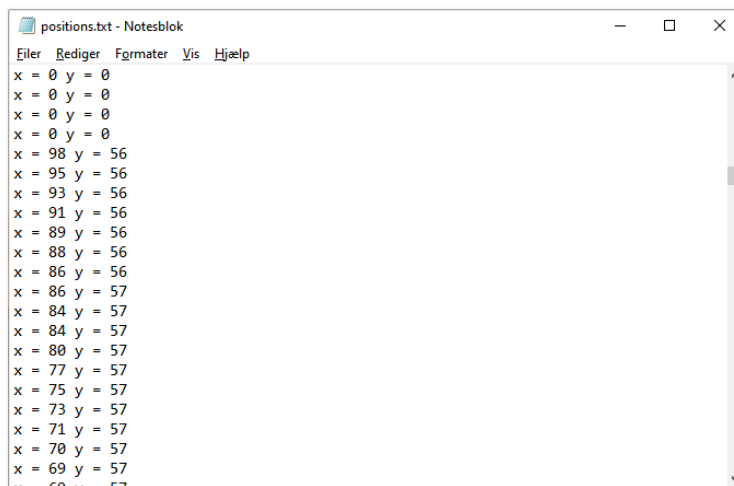 positions.txt - Notesblok
Filer Rediger Formater Vis Hjælp
x = 0 y = 0
x = 0 y = 0
x = 0 y = 0
x = 0 y = 0
x = 98 y = 56
x = 95 y = 56
x = 93 y = 56
x = 91 y = 56
x = 89 y = 56
x = 88 y = 56
x = 86 y = 56
x = 86 y = 57
x = 84 y = 57
x = 84 y = 57
x = 80 y = 57
x = 77 y = 57
x = 75 y = 57
x = 73 y = 57
x = 71 y = 57
x = 70 y = 57
x = 69 y = 57